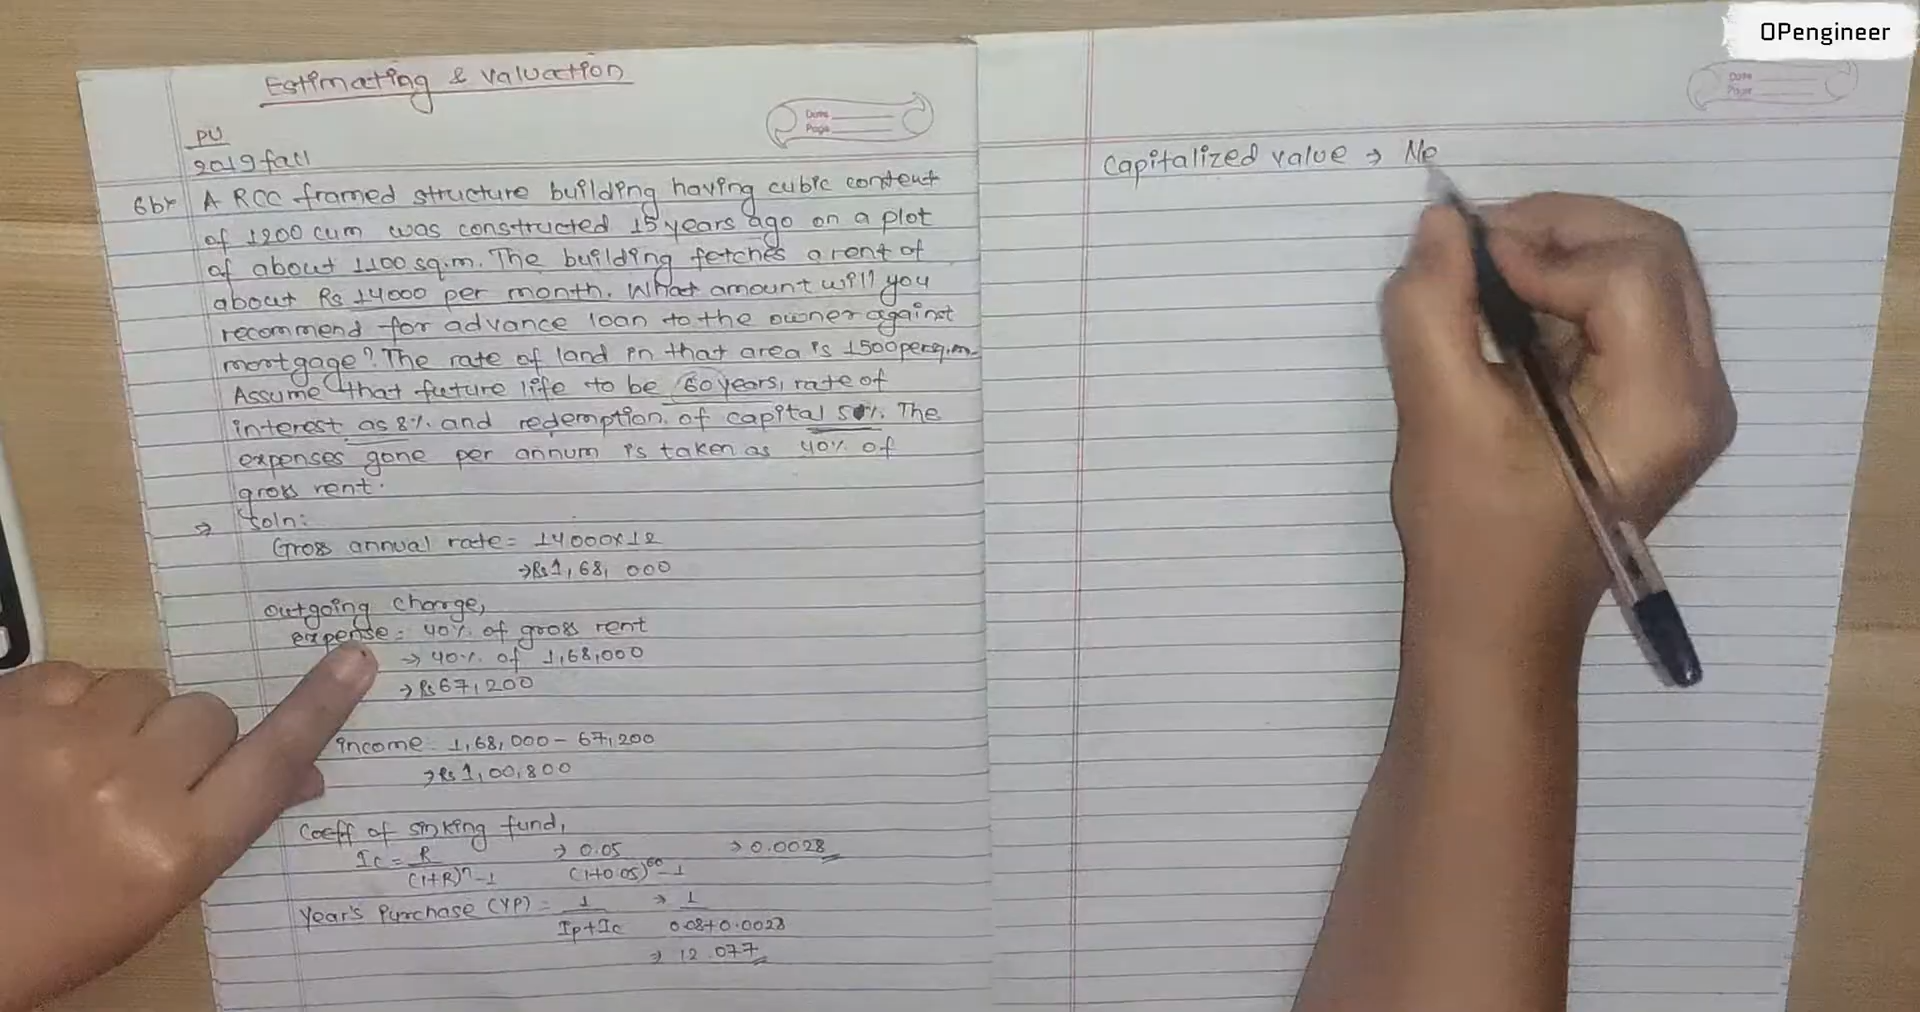 OPengineer
Estimating & Valuation
Date
Page
PU
2019 fall
6b> A RCC framed structure building having cubic content
of 1200 cum was constructed 15 years ago on a plot
of about 1100 sq.m. The building fetches a rent of
about Rs 14000 per month. What amount will you
recommend for advance loan to the owner against
mortgage? The rate of land in that area is 1500 per sq.m.
Assume that future life to be 60 years, rate of
interest as 8% and redemption of capital 5%. The
expenses gone per annum is taken as 40% of
gross rent.
⇒ Soln:
Gross annual rate = 14000×12
→ Rs 1,68,000
Outgoing charge,
expense = 40% of gross rent
→ 40% of 1,68,000
→ Rs 67,200
income = 1,68,000 - 67,200
→ Rs 1,00,800
Coeff of sinking fund,
Ic = R → 0.05 → 0.0028
(1+R)^n - 1 (1+0.05)^60 - 1
Year's Purchase (YP) = 1 → 1
Ip + Ic 0.08+0.0028
→ 12.077
Date
Page
Capitalized value → Ne